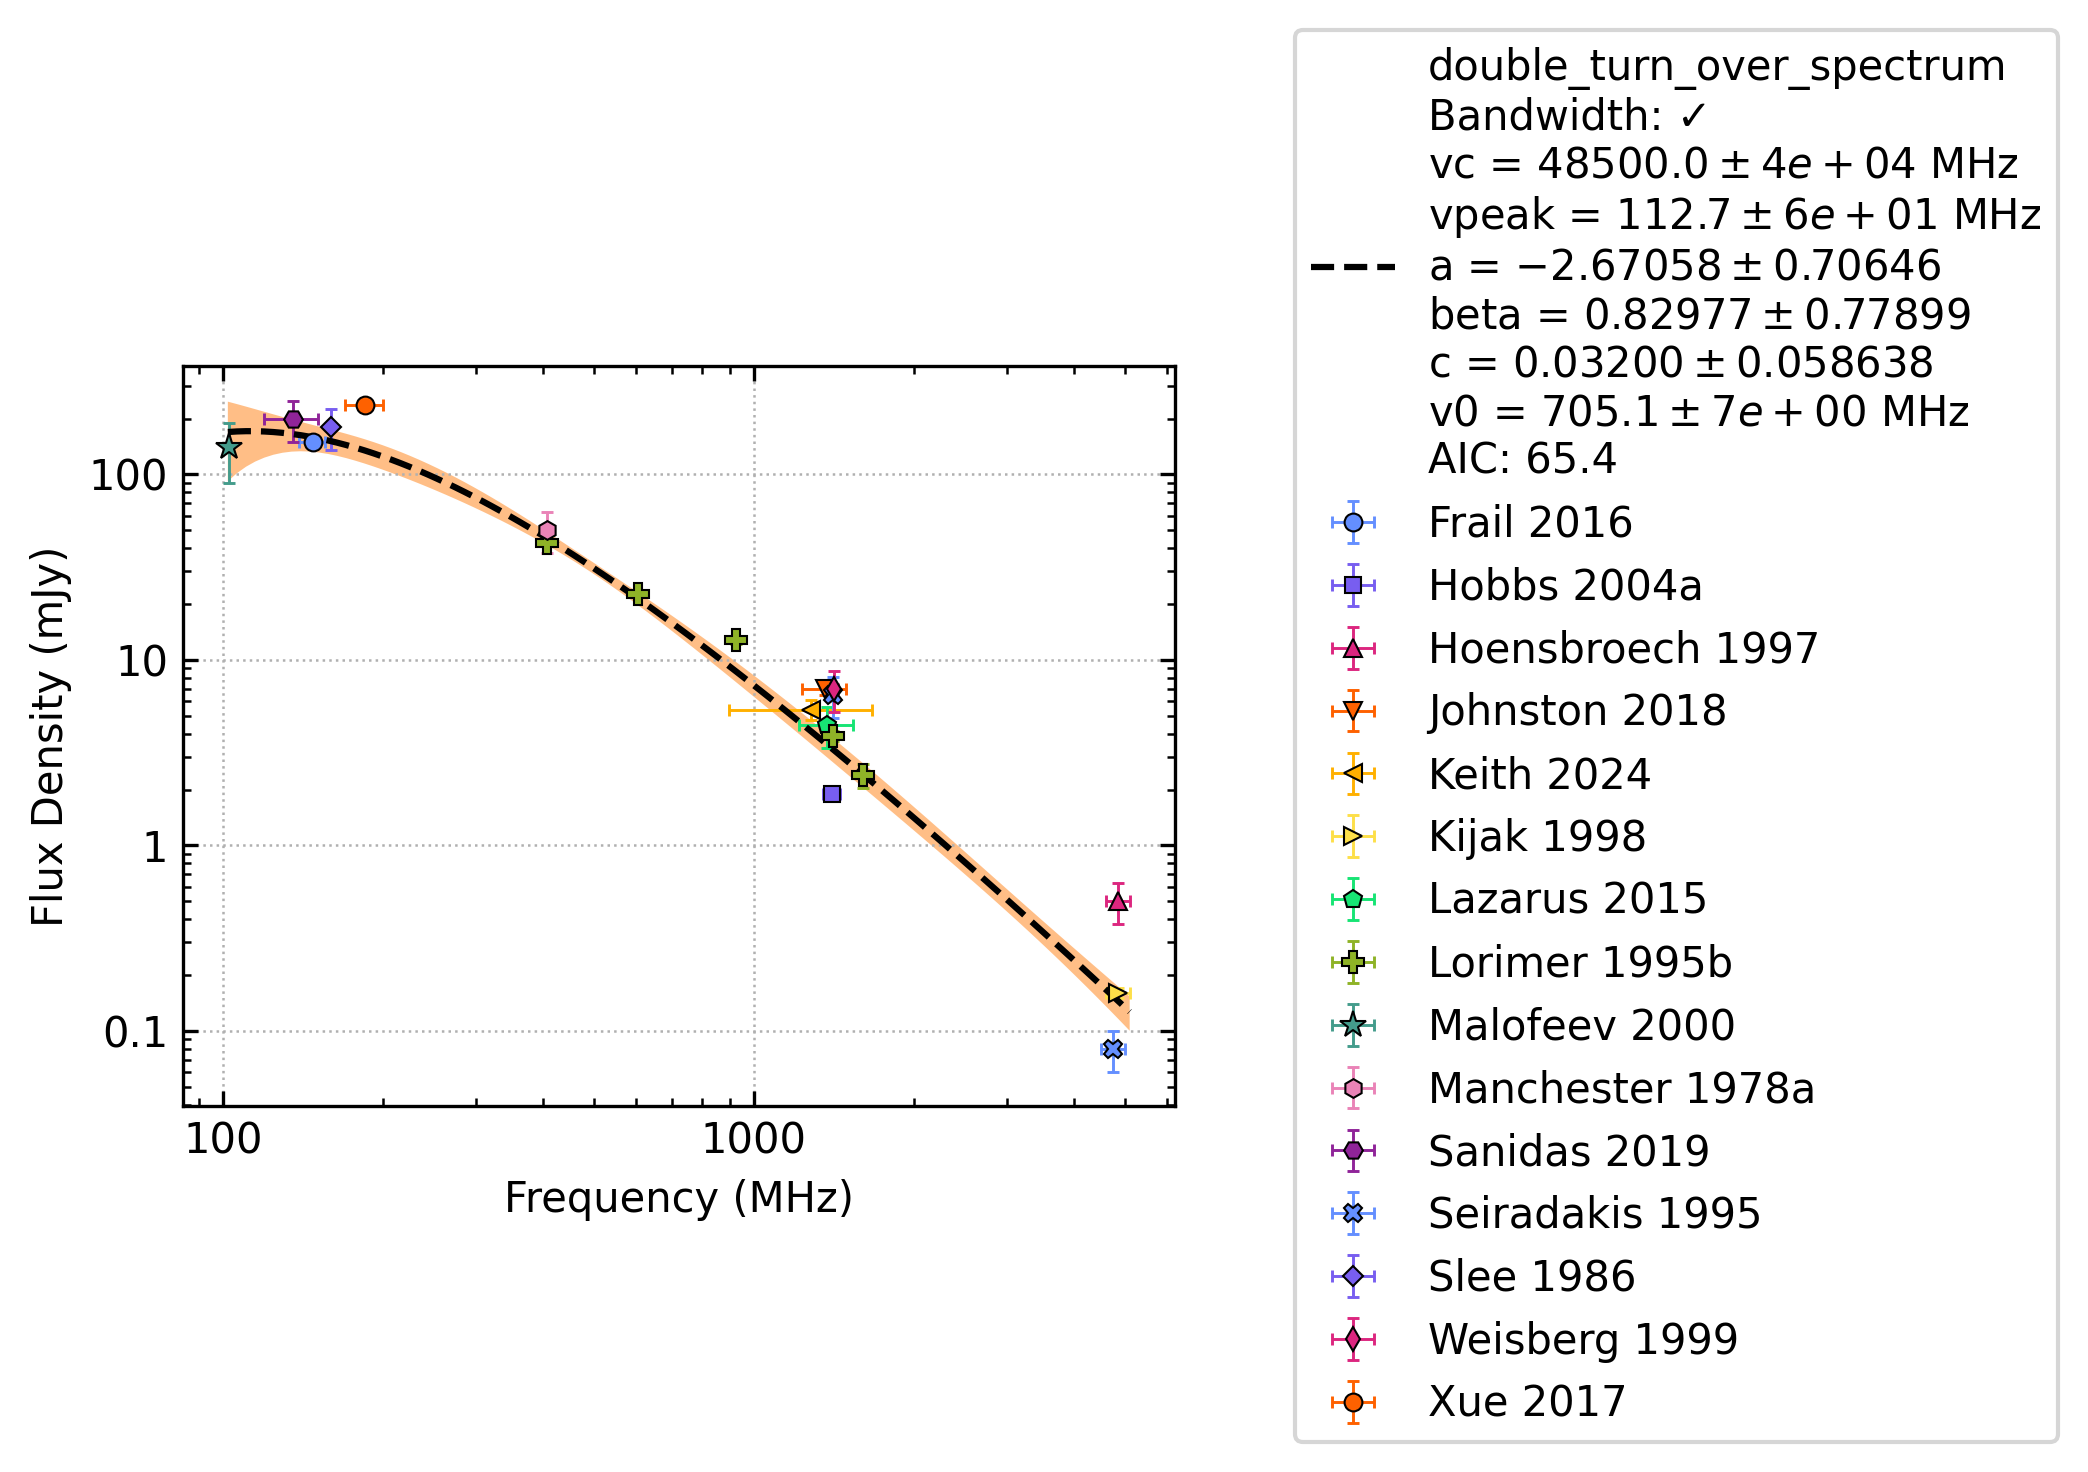 double_turn_over_spectrum
Bandwidth: ✓
vc = 48500.0 ± 4e + 04 MHz
vpeak = 112.7 ± 6e + 01 MHz
a = −2.67058 ± 0.70646
beta = 0.82977 ± 0.77899
c = 0.03200 ± 0.058638
v0 = 705.1 ± 7e + 00 MHz
AIC: 65.4
Frail 2016
Hobbs 2004a
Hoensbroech 1997
Johnston 2018
Keith 2024
Kijak 1998
Lazarus 2015
Lorimer 1995b
Malofeev 2000
Manchester 1978a
Sanidas 2019
Seiradakis 1995
Slee 1986
Weisberg 1999
Xue 2017
Flux Density (mJy)
100
10
1
0.1
100 1000
Frequency (MHz)